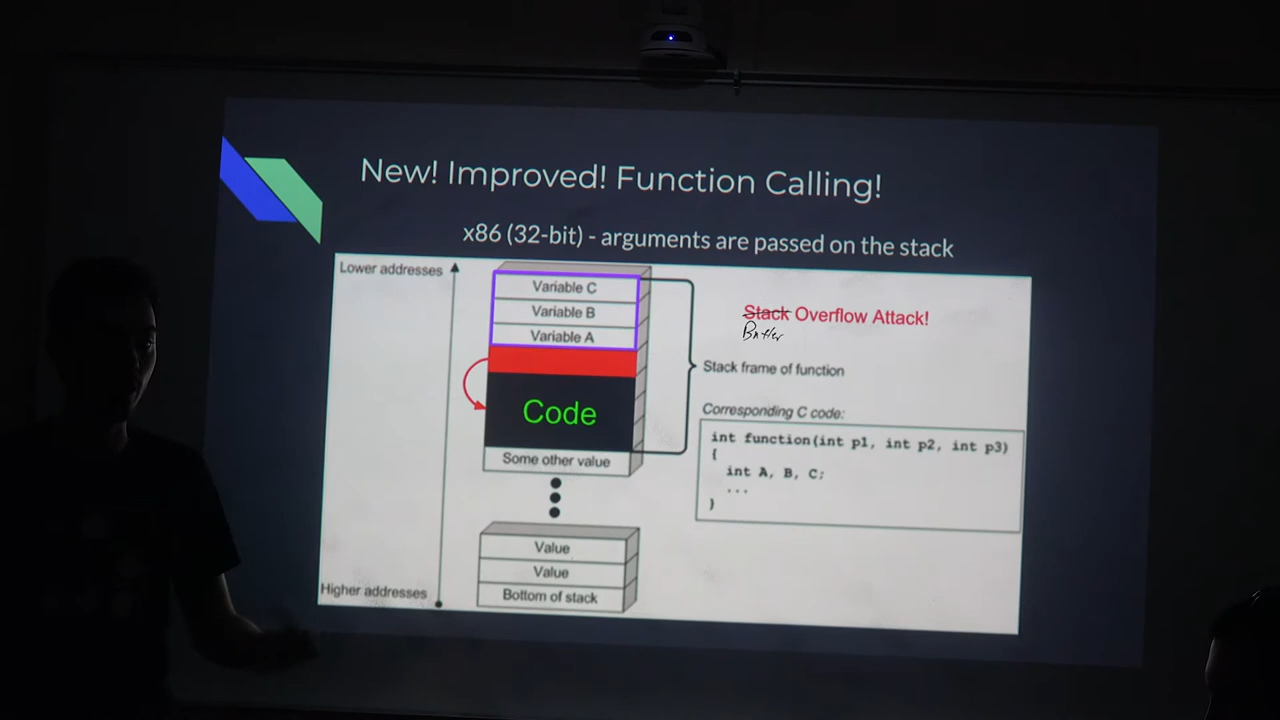 New! Improved! Function Calling!
x86 (32-bit) - arguments are passed on the stack
Lower addresses
Variable C
Variable B
Variable A
Code
Some other value
Value
Value
Bottom of stack
Higher addresses
Stack Overflow Attack!
Buffer
Stack frame of function
Corresponding C code:
int function(int p1, int p2, int p3)
{
int A, B, C;
...
}